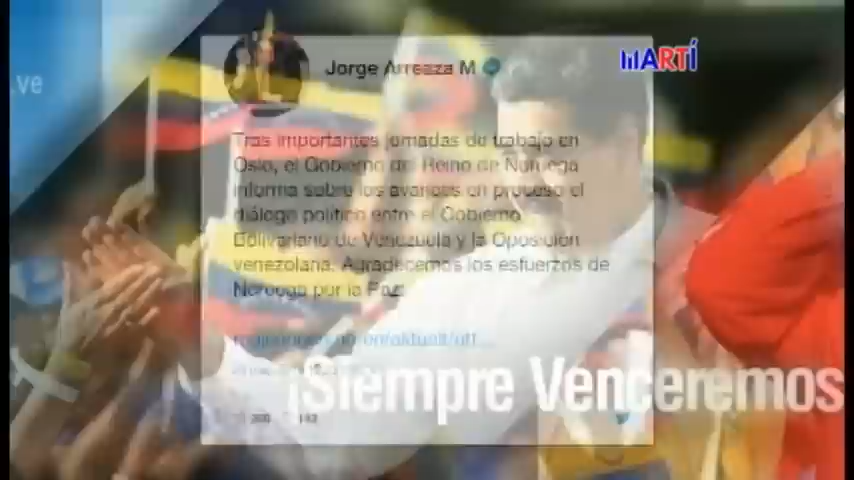 MARTÍ
.ve
Jorge Arreaza M
Tras importantes jornadas de trabajo en
Oslo, el Gobierno del Reino de Noruega
informa sobre los avances en proceso el
diálogo político entre el Gobierno
Bolivariano de Venezuela y la Oposición
venezolana. Agradecemos los esfuerzos de
Noruega por la Paz:
¡Siempre Venceremos